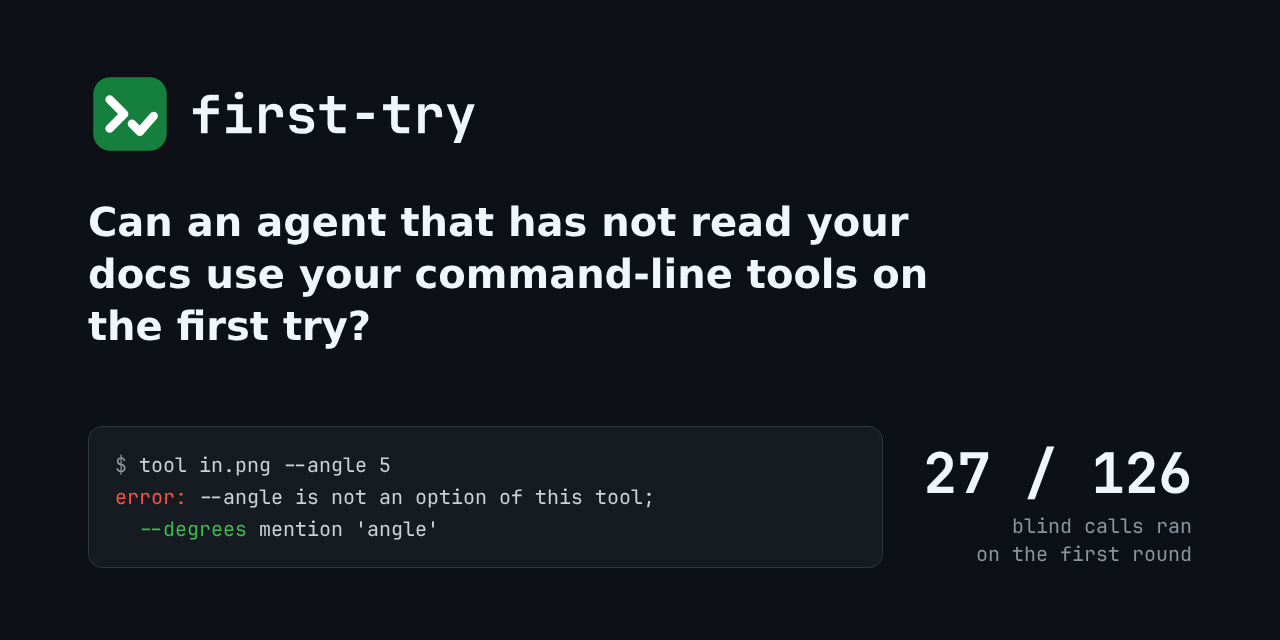 first-try
Can an agent that has not read your
docs use your command-line tools on
the first try?
$ tool in.png --angle 5
error: --angle is not an option of this tool;
--degrees mention 'angle'
27 / 126
blind calls ran
on the first round